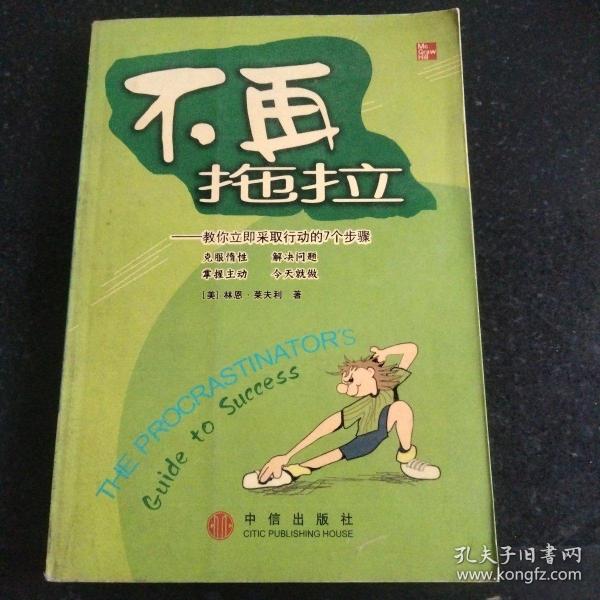 Mc
Graw
Hill
不再
拖拉
——教你立即采取行动的7个步骤
克服惰性 解决问题
掌握主动 今天就做
[美] 林恩·莱夫利 著
THE PROCRASTINATOR'S
Guide to Success
中信出版社
CITIC PUBLISHING HOUSE
孔夫子旧书网
www.kongfz.com